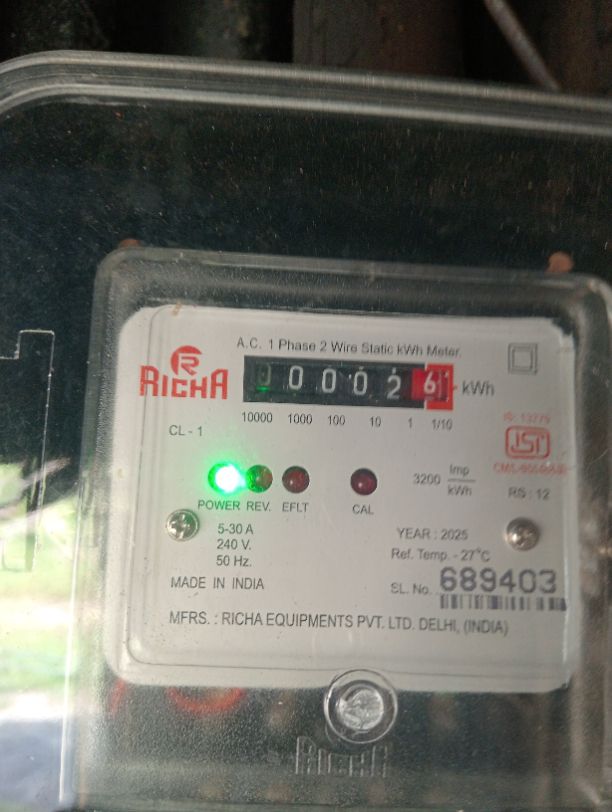 A.C. 1 Phase 2 Wire Static kWh Meter.
R
RICHA
0 0 0 0 2 6 kWh
10000 1000 100 10 1 1/10
CL - 1
IS: 13779
ISI
3200 Imp/kWh
RS : 12
POWER REV. EFLT CAL
5-30 A
240 V.
50 Hz.
YEAR : 2025
Ref. Temp. - 27°C
MADE IN INDIA
SL. No. 689403
MFRS. : RICHA EQUIPMENTS PVT. LTD. DELHI, (INDIA)
RICHA